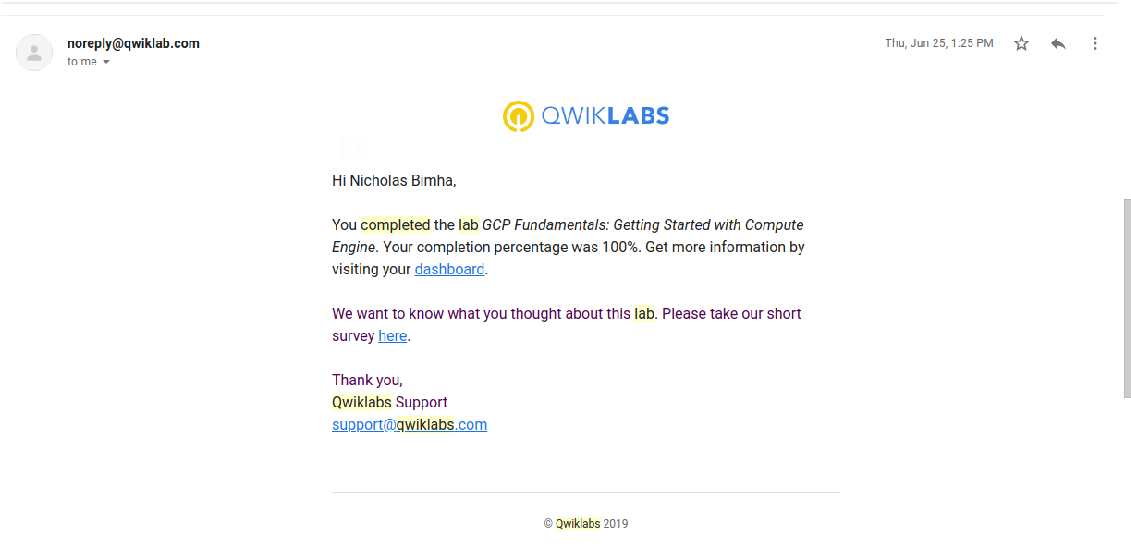 noreply@qwiklab.com
Thu, Jun 25, 1:25 PM
to me
QWIKLABS
Hi Nicholas Bimha,
You completed the lab GCP Fundamentals: Getting Started with Compute
Engine. Your completion percentage was 100%. Get more information by
visiting your dashboard.
We want to know what you thought about this lab. Please take our short
survey here.
Thank you,
Qwiklabs Support
support@qwiklabs.com
© Qwiklabs 2019